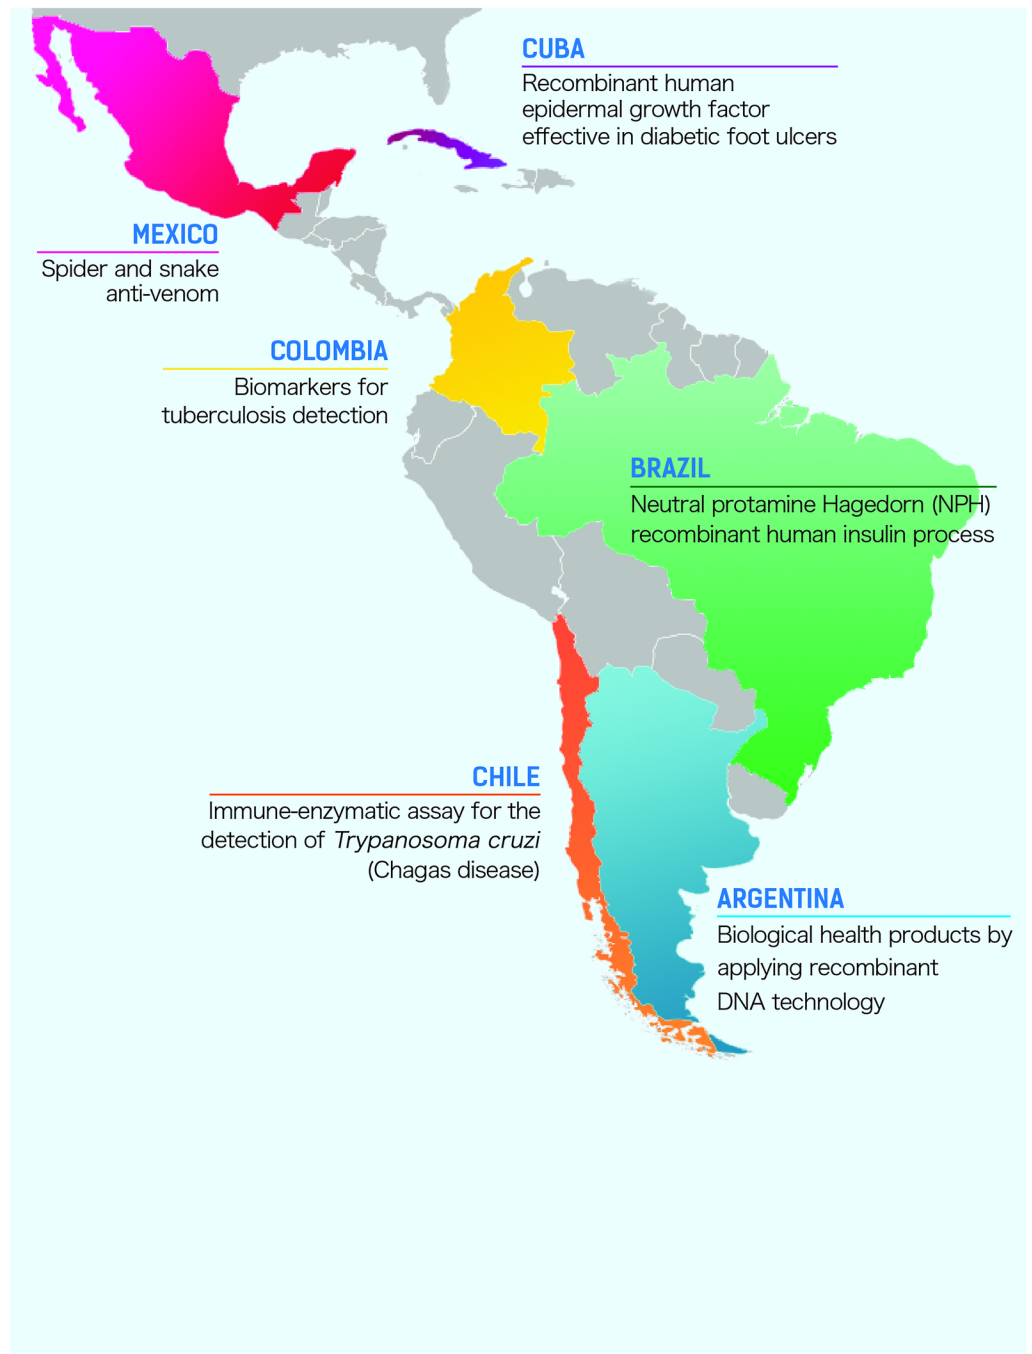 CUBA
Recombinant human
epidermal growth factor
effective in diabetic foot ulcers
MEXICO
Spider and snake
anti-venom
COLOMBIA
Biomarkers for
tuberculosis detection
BRAZIL
Neutral protamine Hagedorn (NPH)
recombinant human insulin process
CHILE
Immune-enzymatic assay for the
detection of Trypanosoma cruzi
(Chagas disease)
ARGENTINA
Biological health products by
applying recombinant
DNA technology